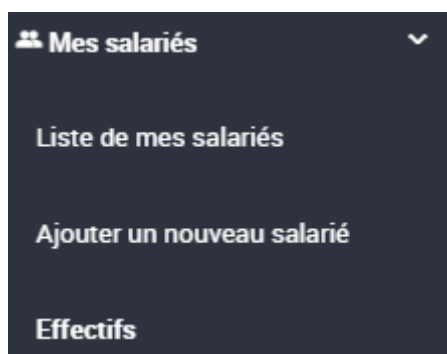 Mes salariés
Liste de mes salariés
Ajouter un nouveau salarié
Effectifs